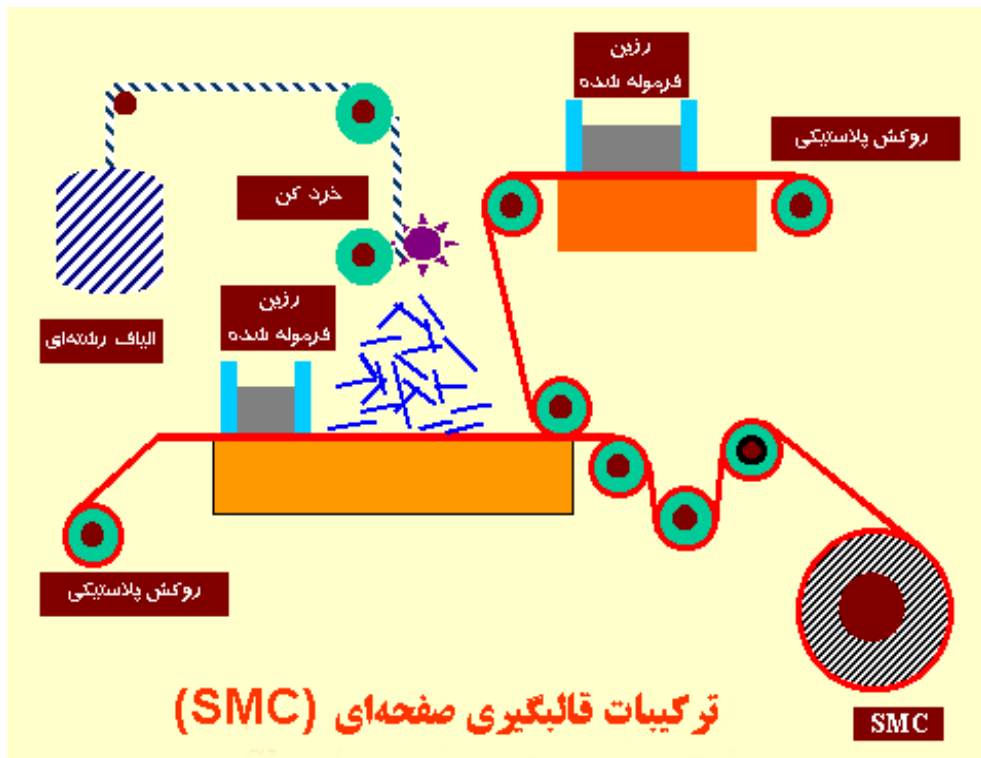 رزین
فرموله شده
روکش پلاستیکی
خرد کن
رزین
فرموله شده
الیاف رشته‌ای
روکش پلاستیکی
ترکیبات قالبگیری صفحه‌ای (SMC)
SMC